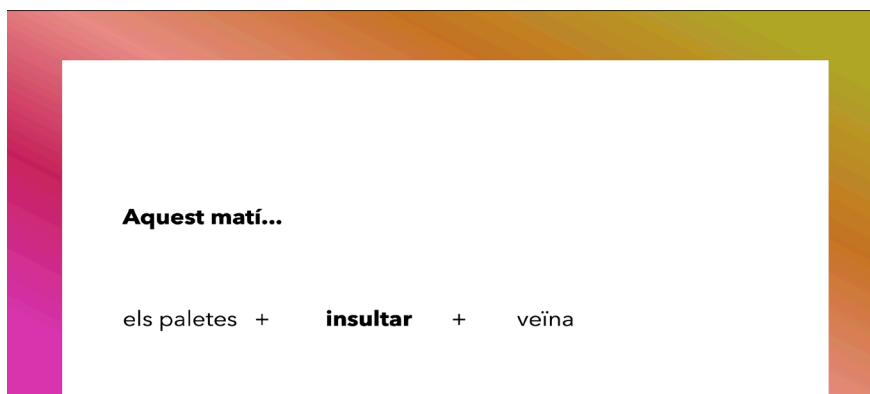 Aquest matí...
els paletes + insultar + veïna